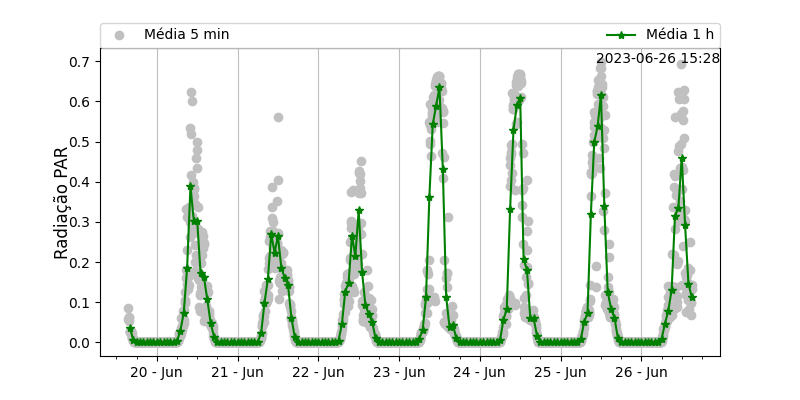 Média 5 min
Média 1 h
2023-06-26 15:28
Radiação PAR
0.7
0.6
0.5
0.4
0.3
0.2
0.1
0.0
20 - Jun
21 - Jun
22 - Jun
23 - Jun
24 - Jun
25 - Jun
26 - Jun